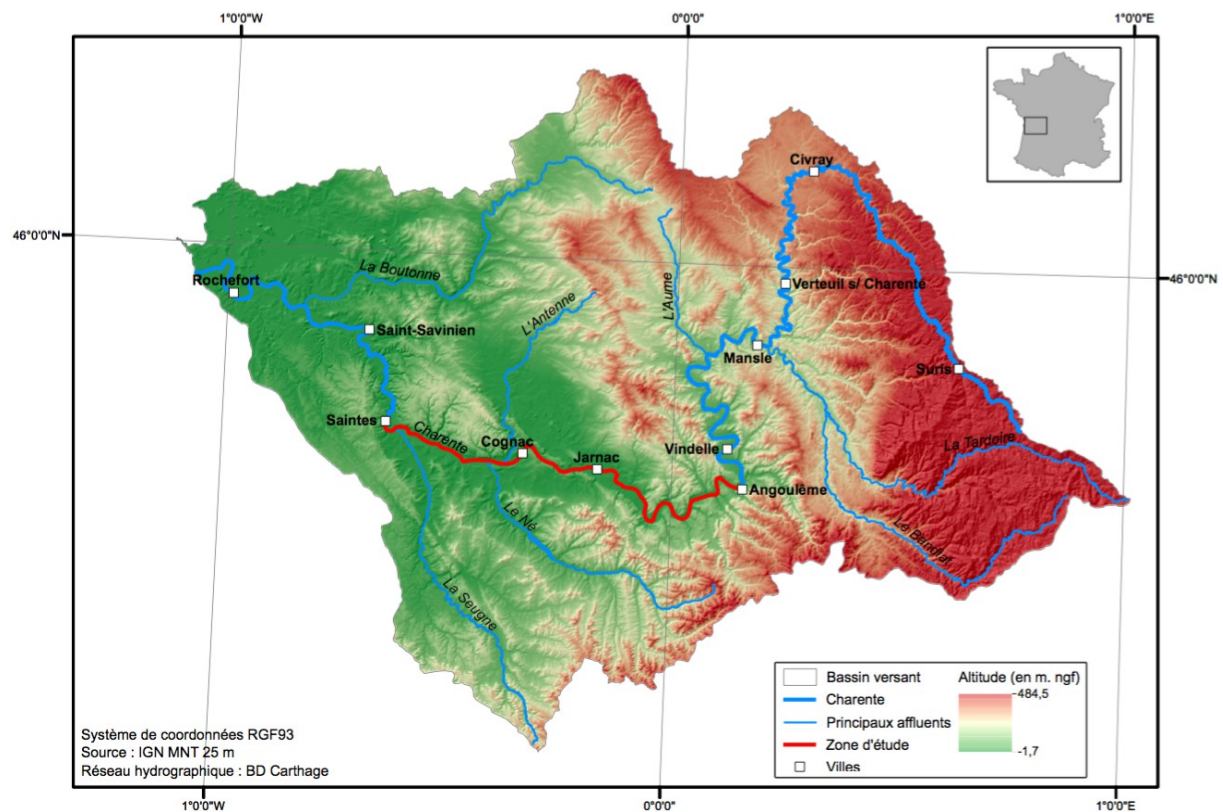 1°0'0"W
0°0'0"
1°0'0"E
Civray
46°0'0"N
La Boutonne
Rochefort
L'Aume
Verteuil s/ Charente
46°0'0"N
L'Antenne
Saint-Savinien
Mansle
Suris
Saintes
Charente
Cognac
Jarnac
Vindelle
La Tardoire
Angoulême
Le Né
Le Bandiat
La Seugne
Bassin versant
Charente
Principaux affluents
Zone d'étude
Villes
Altitude (en m. ngf)
484,5
-1,7
Système de coordonnées RGF93
Source : IGN MNT 25 m
Réseau hydrographique : BD Carthage
1°0'0"W
0°0'0"
1°0'0"E